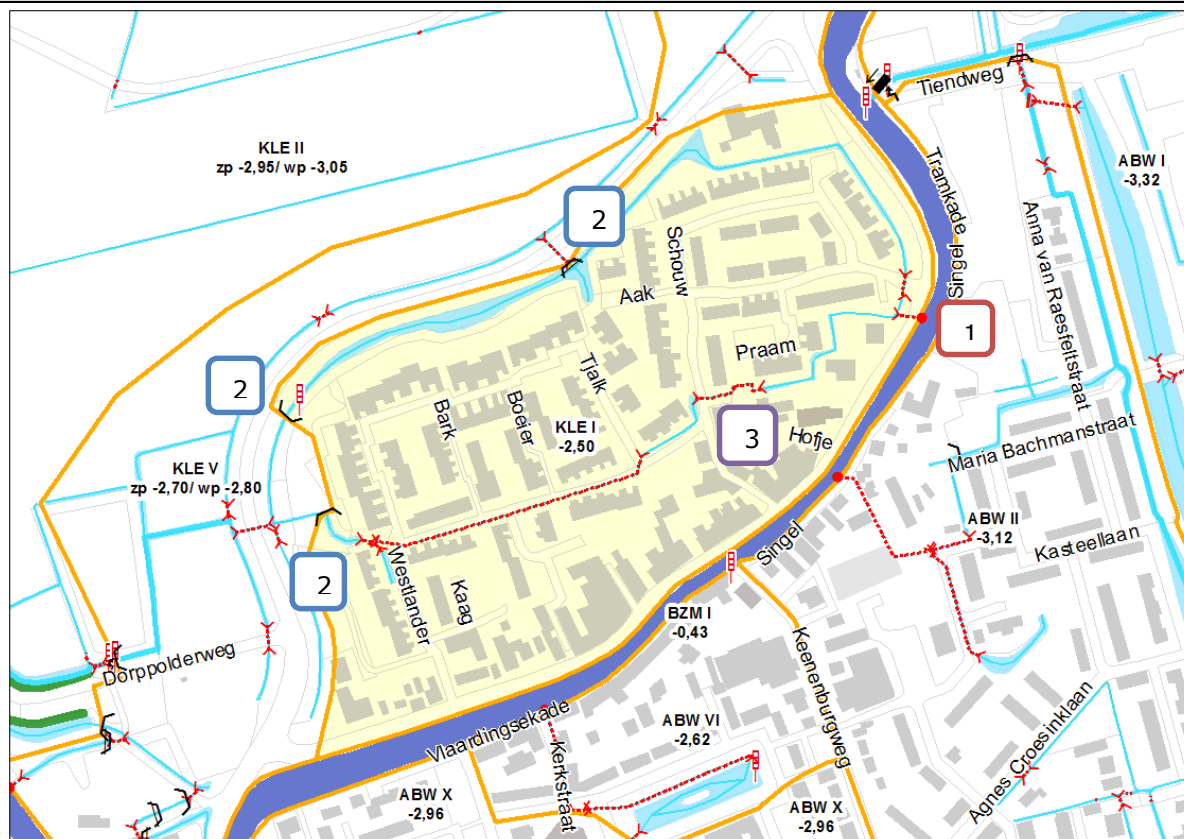 Tiendweg
KLE II
zp -2,95/ wp -3,05
ABW I
-3,32
Tramkade
Singel
Anna van Raesfeltstraat
2
Schouw
Aak
1
Praam
2
Tjalk
Boeier
Bark
KLE I
-2,50
3
Hofje
Maria Bachmanstraat
KLE V
zp -2,70/ wp -2,80
ABW II
-3,12
Kasteellaan
2
Westlander
Kaag
Singel
BZM I
-0,43
Keenenburgweg
Dorppolderweg
Vlaardingsekade
Kerkstraat
ABW VI
-2,62
Agnes Croesinklaan
ABW X
-2,96
ABW X
-2,96